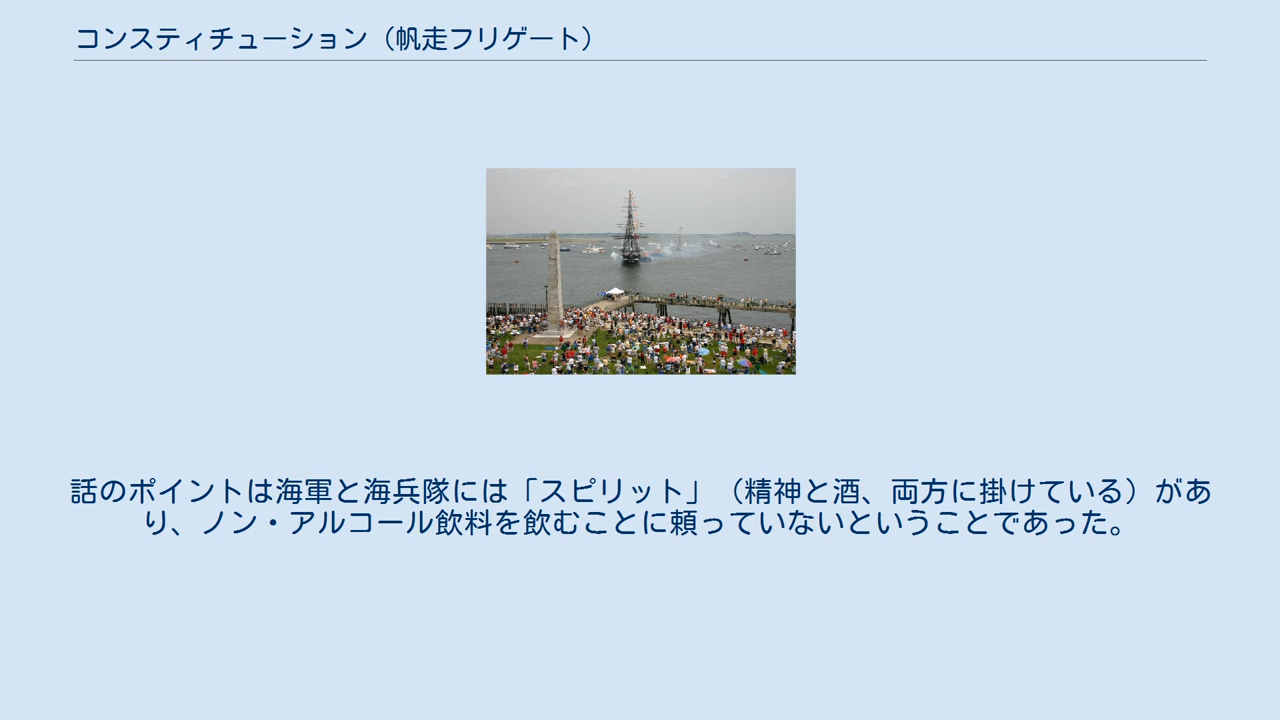 コンスティチューション（帆走フリゲート）
話のポイントは海軍と海兵隊には「スピリット」（精神と酒、両方に掛けている）があ
り、ノン・アルコール飲料を飲むことに頼っていないということであった。